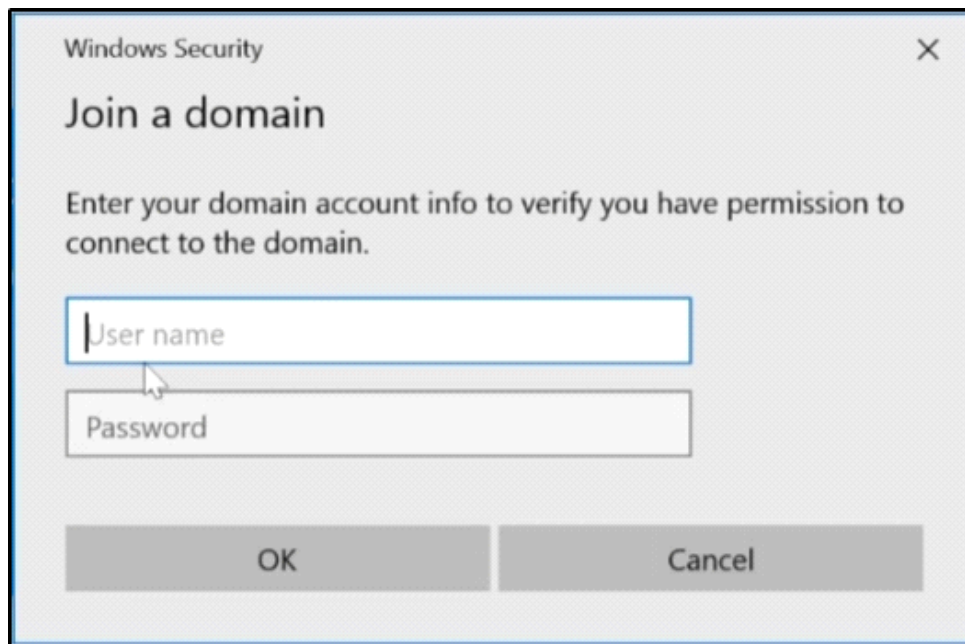 Windows Security
Join a domain
Enter your domain account info to verify you have permission to
connect to the domain.
User name
Password
OK
Cancel